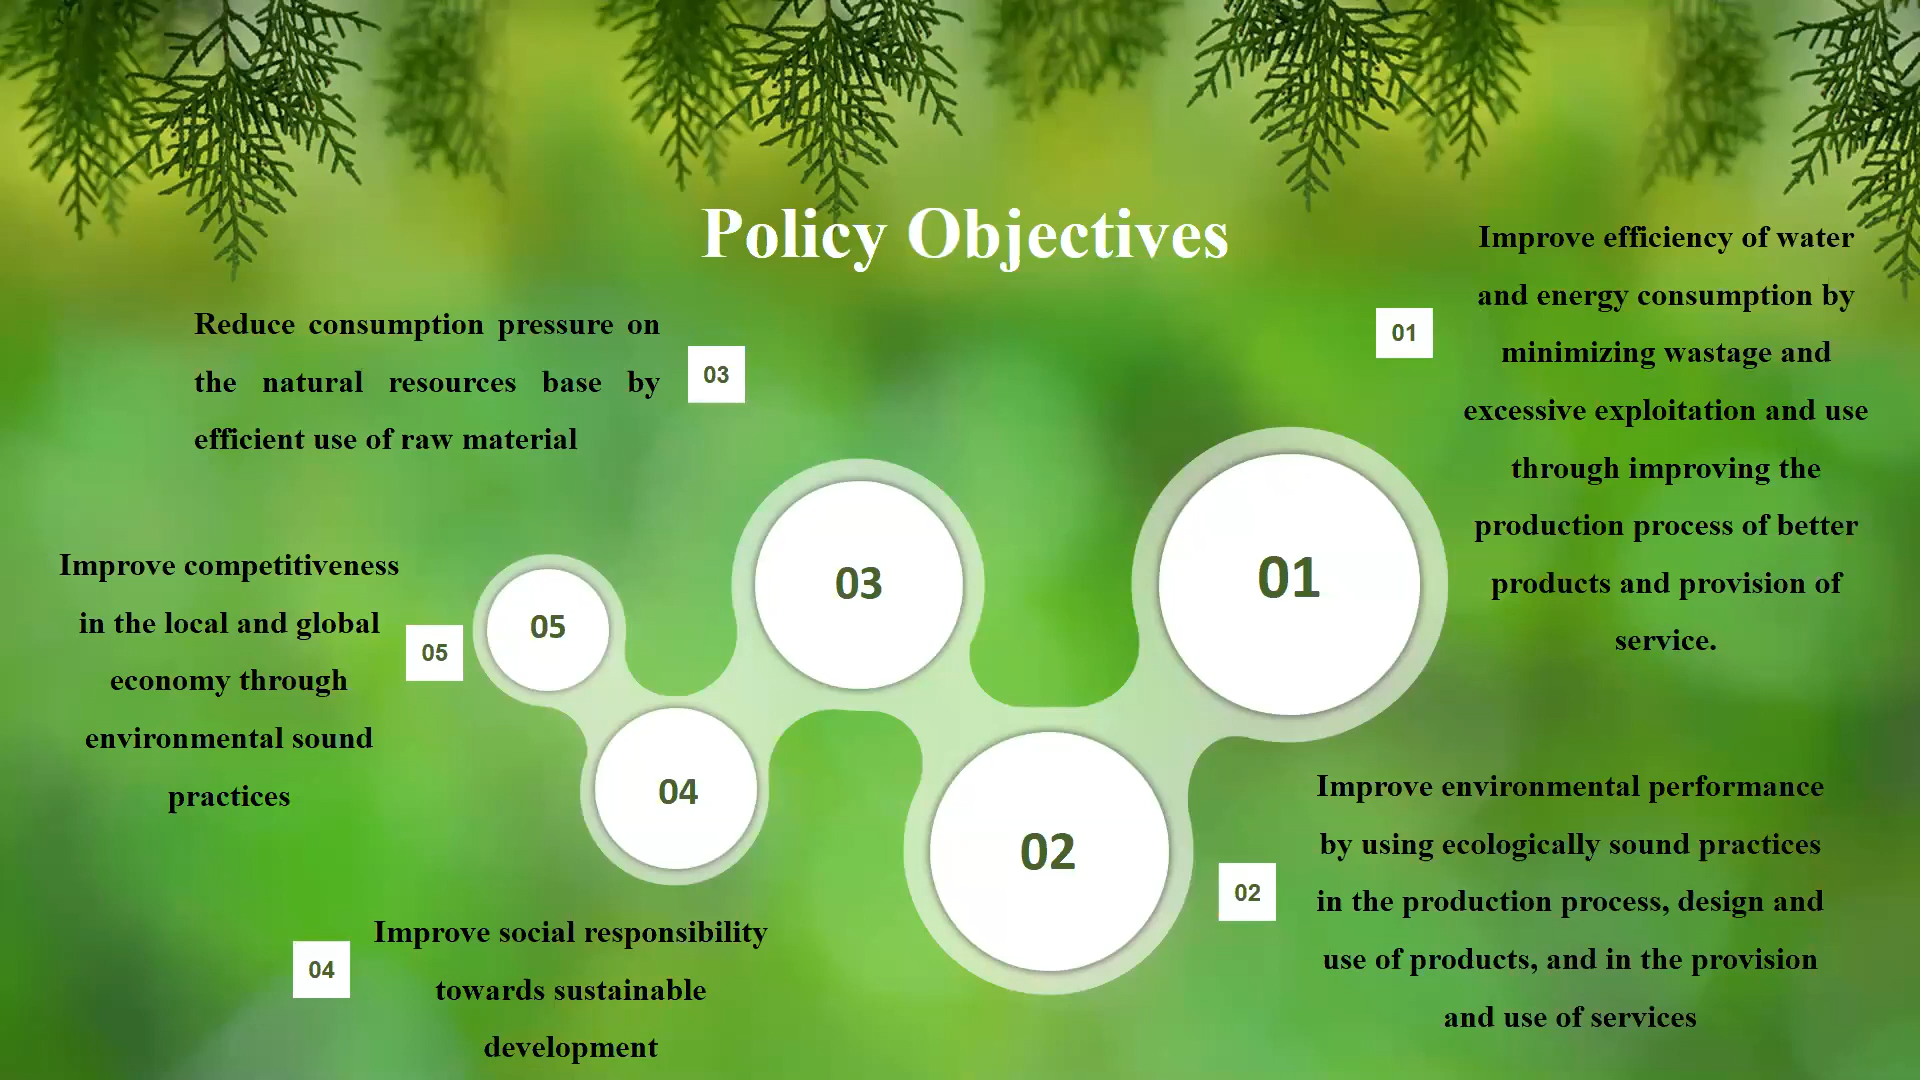 Policy Objectives
01
Improve efficiency of water
and energy consumption by
minimizing wastage and
excessive exploitation and use
through improving the
production process of better
products and provision of
service.
03
Reduce consumption pressure on
the natural resources base by
efficient use of raw material
05
Improve competitiveness
in the local and global
economy through
environmental sound
practices
05
03
01
04
02
02
Improve environmental performance
by using ecologically sound practices
in the production process, design and
use of products, and in the provision
and use of services
04
Improve social responsibility
towards sustainable
development